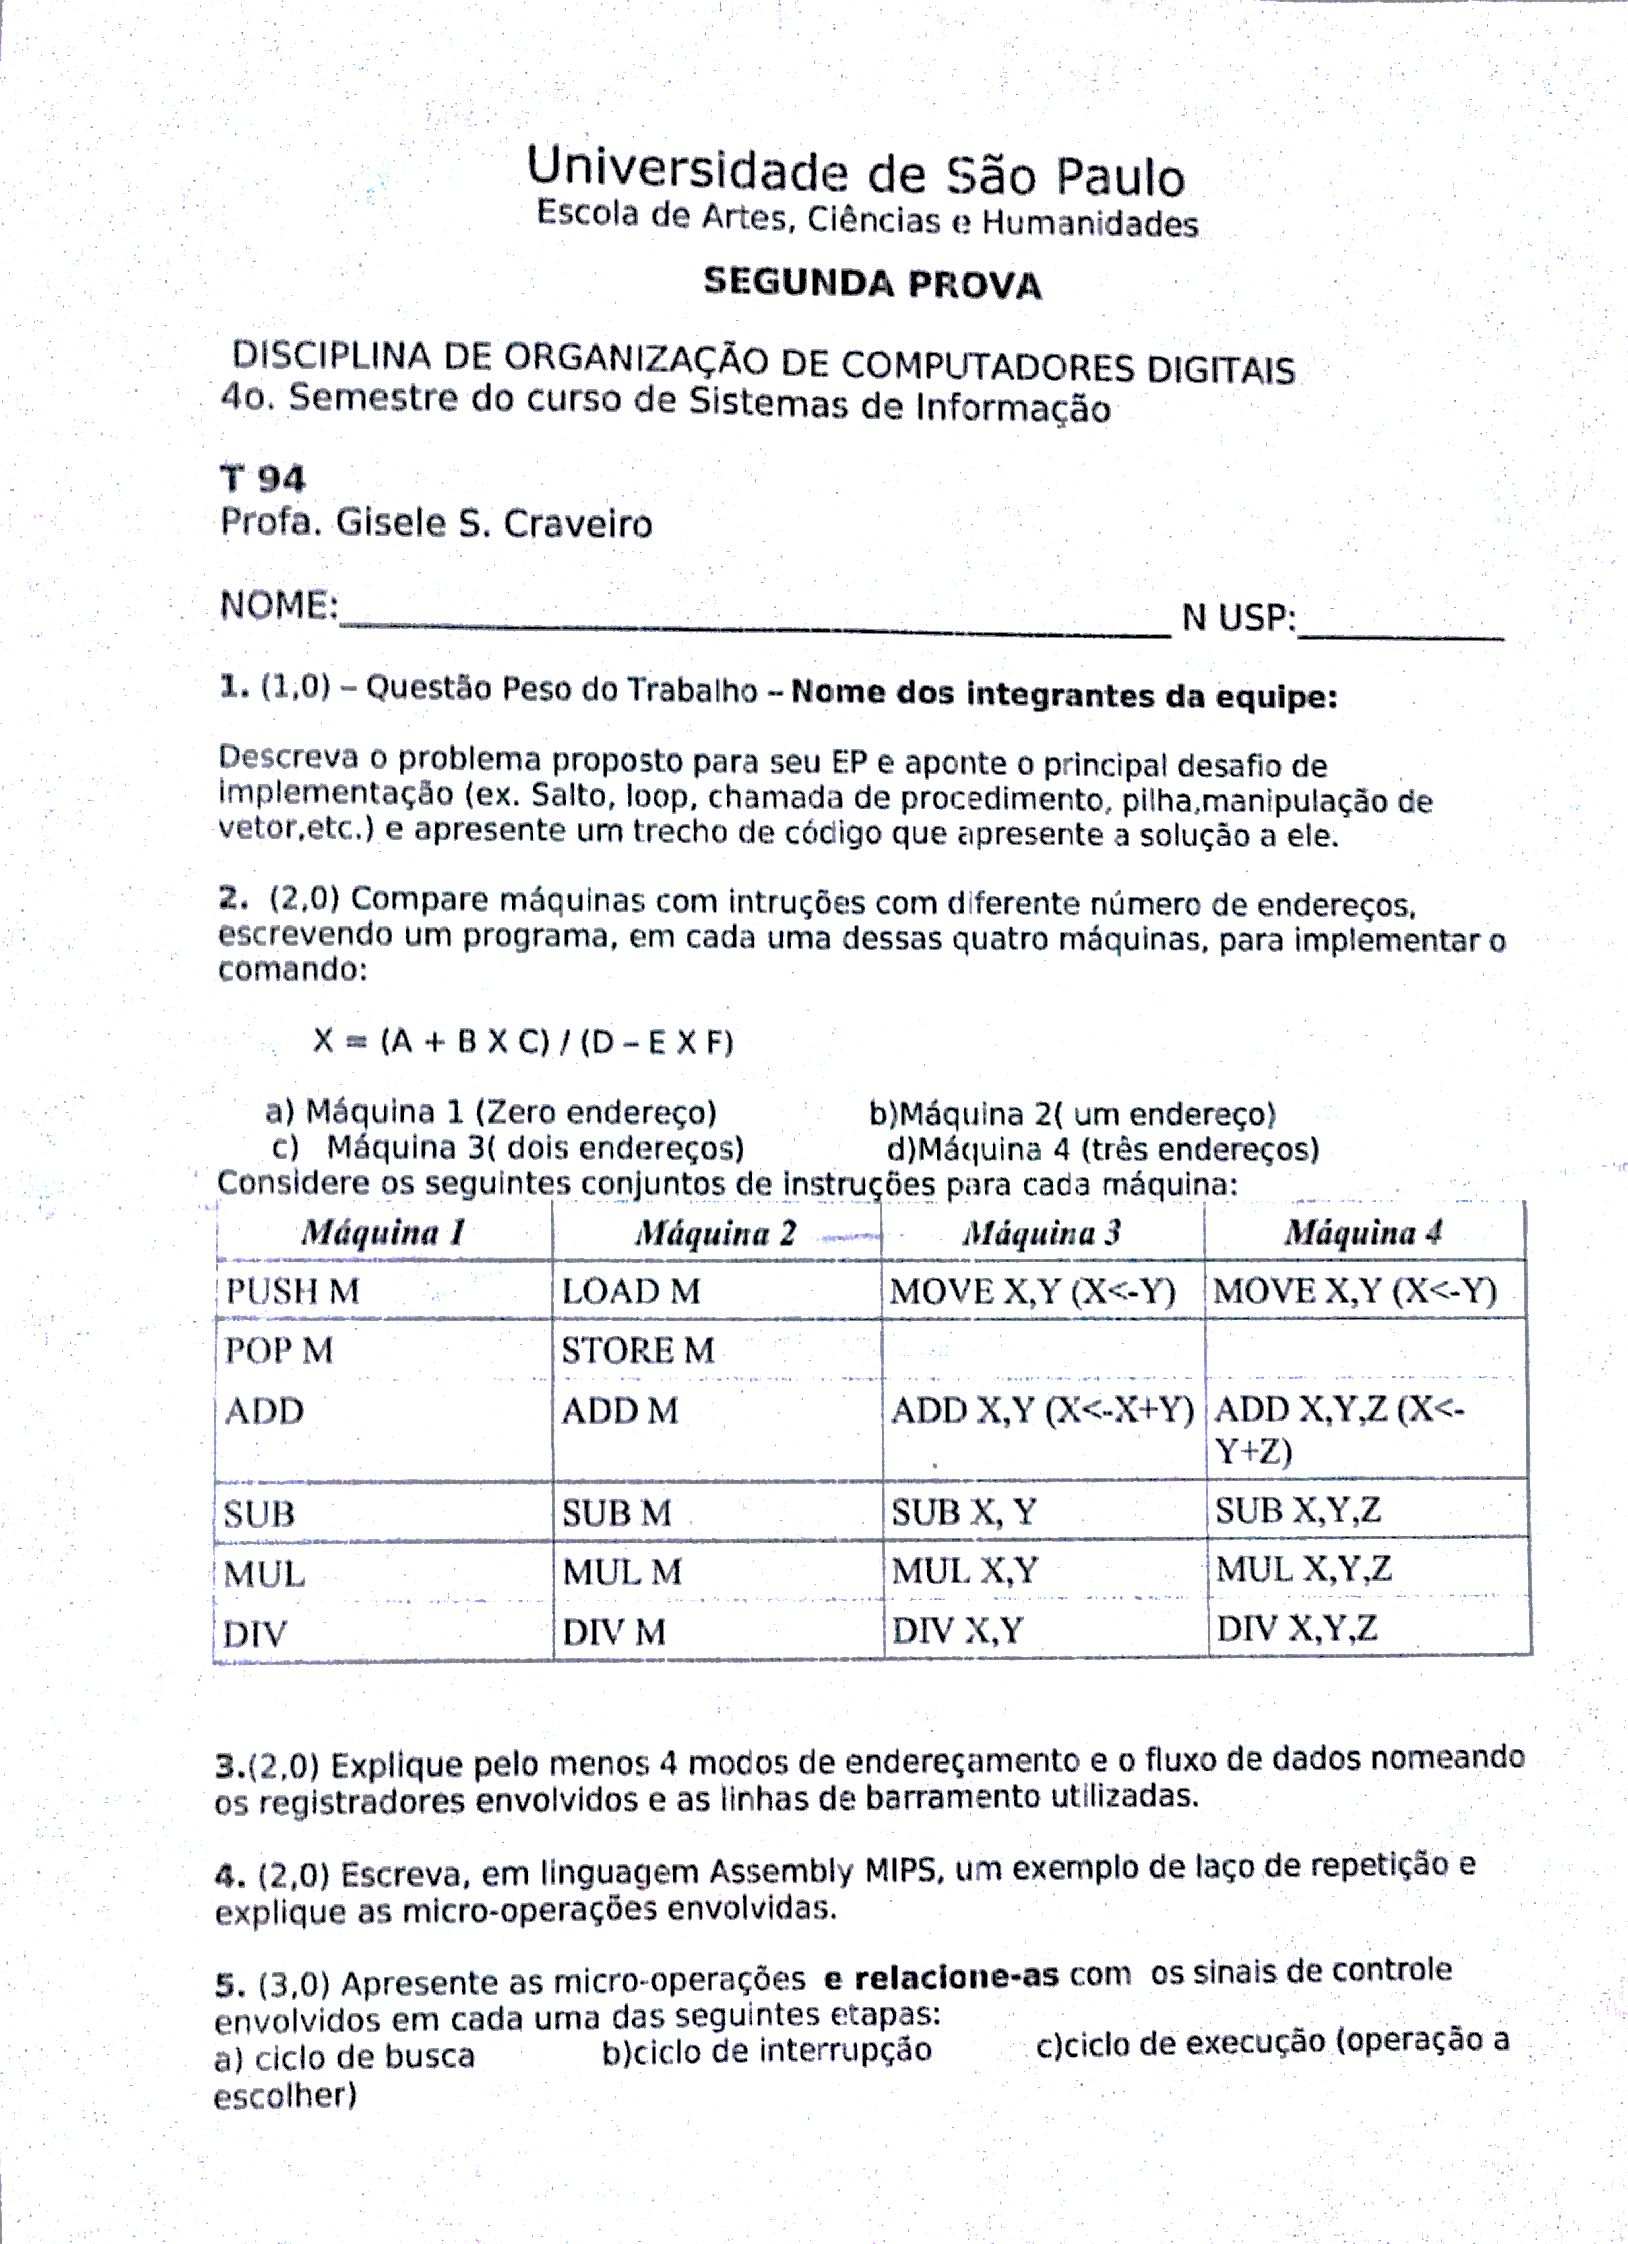 Universidade de São Paulo
Escola de Artes, Ciências e Humanidades
SEGUNDA PROVA
DISCIPLINA DE ORGANIZAÇÃO DE COMPUTADORES DIGITAIS
4o. Semestre do curso de Sistemas de Informação
T 94
Profa. Gisele S. Craveiro
NOME:__________ N USP:__________
1. (1,0) – Questão Peso do Trabalho – Nome dos integrantes da equipe:
Descreva o problema proposto para seu EP e aponte o principal desafio de
implementação (ex. Salto, loop, chamada de procedimento, pilha,manipulação de
vetor,etc.) e apresente um trecho de código que apresente a solução a ele.
2. (2,0) Compare máquinas com intruções com diferente número de endereços,
escrevendo um programa, em cada uma dessas quatro máquinas, para implementar o
comando:
X = (A + B X C) / (D – E X F)
a) Máquina 1 (Zero endereço) b)Máquina 2( um endereço)
c) Máquina 3( dois endereços) d)Máquina 4 (três endereços)
Considere os seguintes conjuntos de instruções para cada máquina:
Máquina 1 Máquina 2 Máquina 3 Máquina 4
PUSH M LOAD M MOVE X,Y (X<-Y) MOVE X,Y (X<-Y)
POP M STORE M
ADD ADD M ADD X,Y (X<-X+Y) ADD X,Y,Z (X<-
Y+Z)
SUB SUB M SUB X, Y SUB X,Y,Z
MUL MUL M MUL X,Y MUL X,Y,Z
DIV DIV M DIV X,Y DIV X,Y,Z
3.(2,0) Explique pelo menos 4 modos de endereçamento e o fluxo de dados nomeando
os registradores envolvidos e as linhas de barramento utilizadas.
4. (2,0) Escreva, em linguagem Assembly MIPS, um exemplo de laço de repetição e
explique as micro-operações envolvidas.
5. (3,0) Apresente as micro-operações e relacione-as com os sinais de controle
envolvidos em cada uma das seguintes etapas:
a) ciclo de busca b)ciclo de interrupção c)ciclo de execução (operação a
escolher)